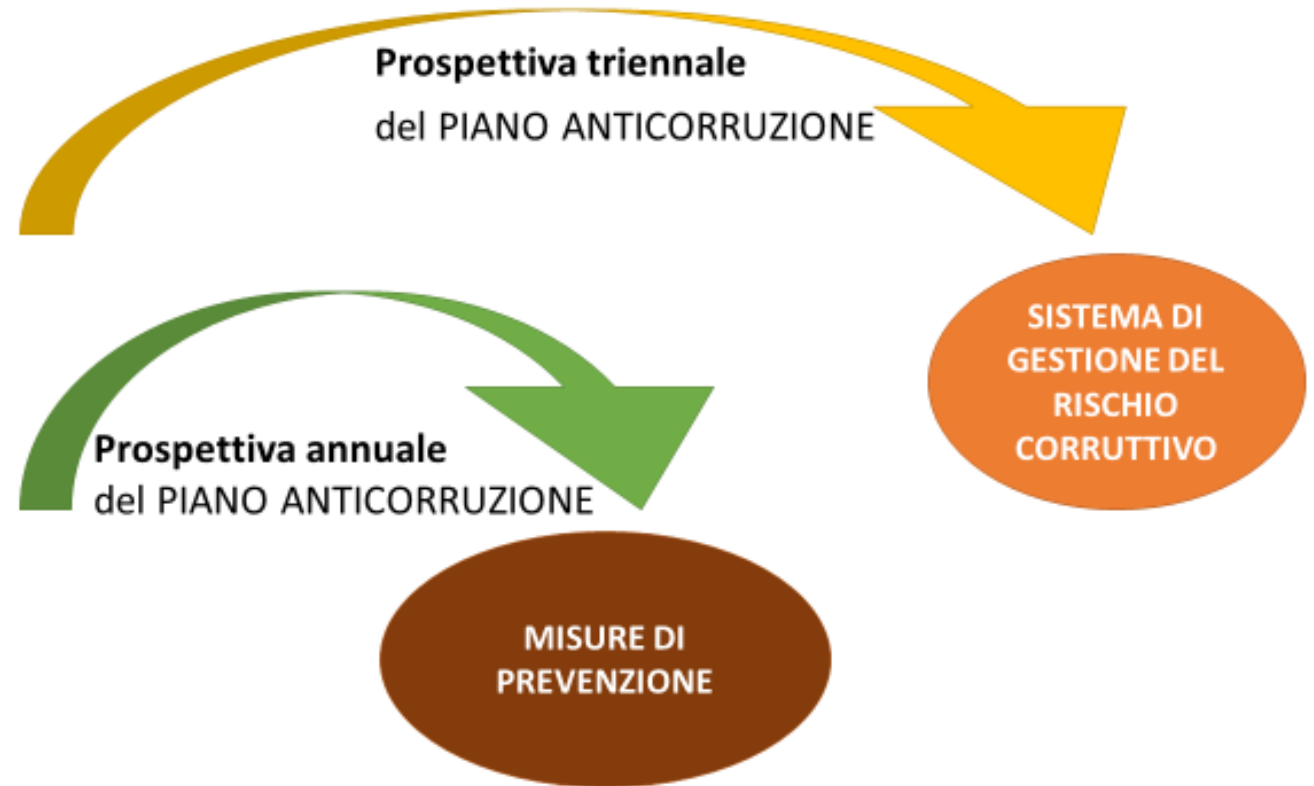 Prospettiva triennale
del PIANO ANTICORRUZIONE
SISTEMA DI
GESTIONE DEL
RISCHIO
CORRUTTIVO
Prospettiva annuale
del PIANO ANTICORRUZIONE
MISURE DI
PREVENZIONE